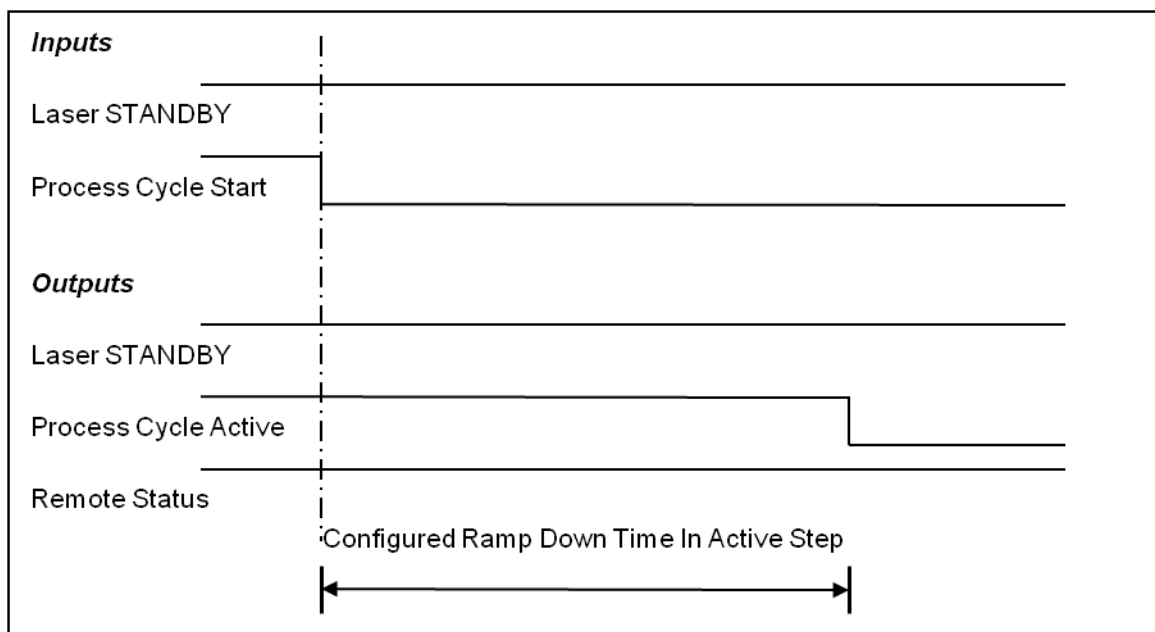 Inputs
Laser STANDBY
Process Cycle Start
Outputs
Laser STANDBY
Process Cycle Active
Remote Status
Configured Ramp Down Time In Active Step